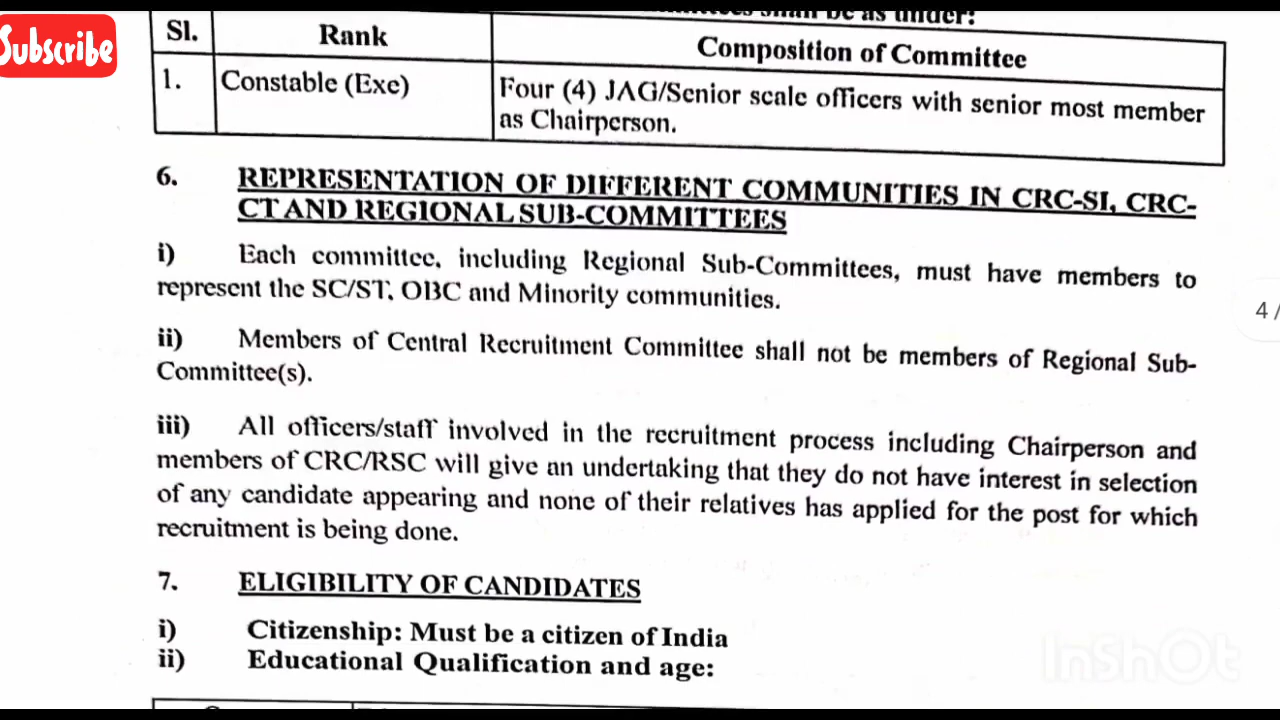 Subscribe
shall be as under:
Sl. Rank Composition of Committee
1. Constable (Exe) Four (4) JAG/Senior scale officers with senior most member
as Chairperson.
6. REPRESENTATION OF DIFFERENT COMMUNITIES IN CRC-SI, CRC-
CT AND REGIONAL SUB-COMMITTEES
i) Each committee, including Regional Sub-Committees, must have members to
represent the SC/ST, OBC and Minority communities.
ii) Members of Central Recruitment Committee shall not be members of Regional Sub-
Committee(s).
iii) All officers/staff involved in the recruitment process including Chairperson and
members of CRC/RSC will give an undertaking that they do not have interest in selection
of any candidate appearing and none of their relatives has applied for the post for which
recruitment is being done.
7. ELIGIBILITY OF CANDIDATES
i) Citizenship: Must be a citizen of India
ii) Educational Qualification and age:
4/
InShOt